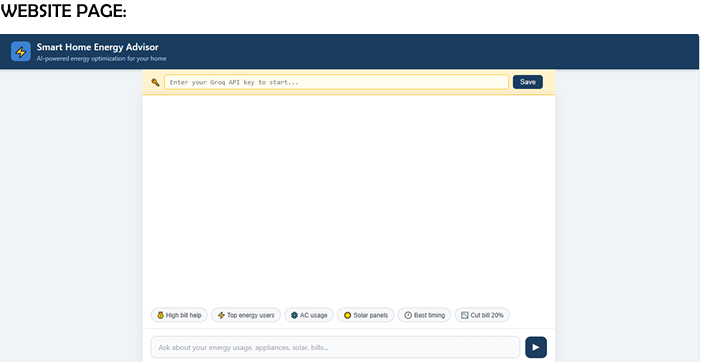 WEBSITE PAGE:
Smart Home Energy Advisor
AI-powered energy optimization for your home
Enter your Groq API key to start...
Save
High bill help
Top energy users
AC usage
Solar panels
Best timing
Cut bill 20%
Ask about your energy usage, appliances, solar, bills...